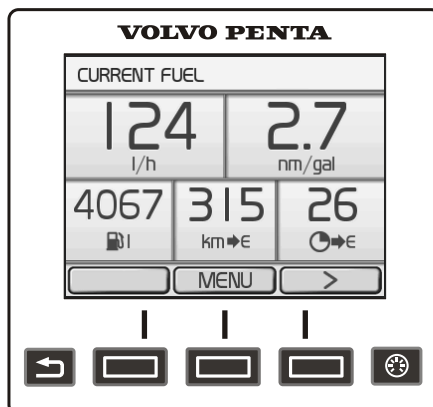 VOLVO PENTA
CURRENT FUEL
124 2.7
l/h nm/gal
4067 315 26
l km➡E ➡E
MENU >